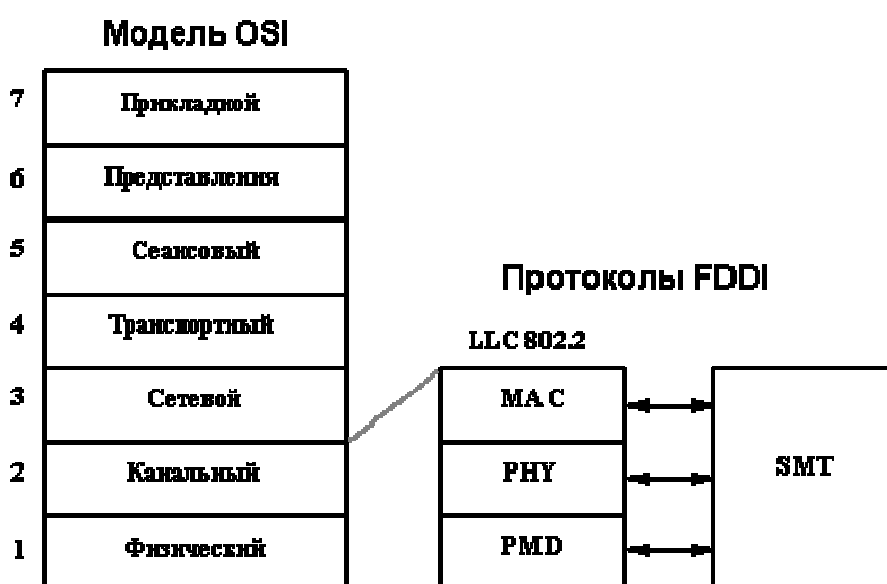 Модель OSI
7 Прикладной
6 Представления
5 Сеансовый
4 Транспортный
3 Сетевой
2 Канальный
1 Физический
Протоколы FDDI
LLC 802.2
MAC
PHY
PMD
SMT